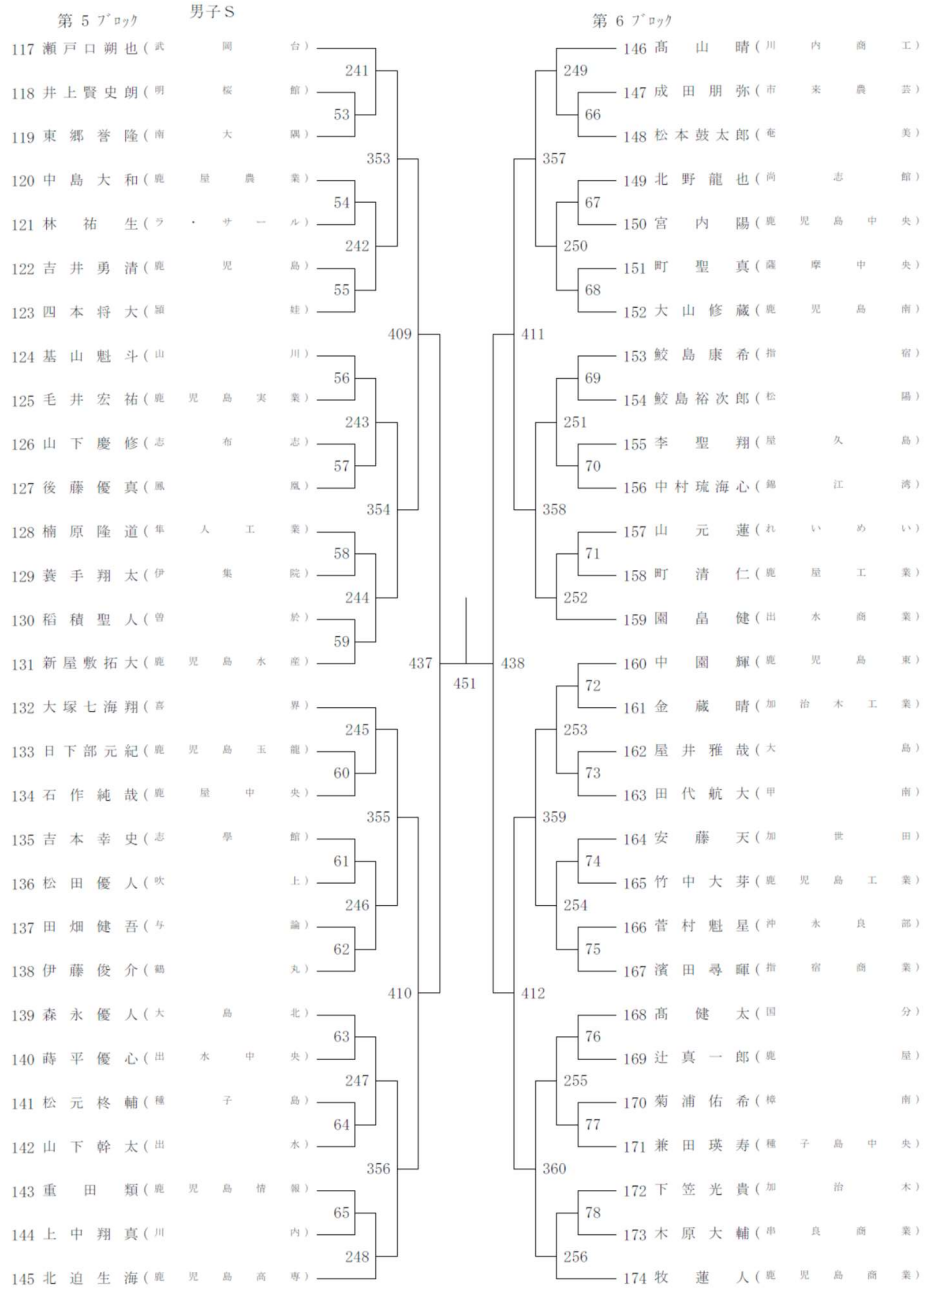 男子S
第 5 ブロック
117 瀬戸口朔也 (武岡台)
241
118 井上賢史朗 (明桜館)
53
119 東郷誉隆 (南大隅)
353
120 中島大和 (鹿屋農業)
54
121 林祐生 (ラ・サール)
242
122 吉井勇清 (鹿児島)
55
123 四本将大 (頴娃)
409
124 基山魁斗 (山川)
56
125 毛井宏祐 (鹿児島実業)
243
126 山下慶修 (志布志)
57
127 後藤優真 (鳳凰)
354
128 楠原隆道 (隼人工業)
58
129 蓑手翔太 (伊集院)
244
130 稻積聖人 (曽於)
59
131 新屋敷拓大 (鹿児島水産)
437
451
132 大塚七海翔 (喜界)
245
133 日下部元紀 (鹿児島玉龍)
60
134 石作純哉 (鹿屋中央)
355
135 吉本幸史 (志學館)
61
136 松田優人 (吹上)
246
137 田畑健吾 (与論)
62
138 伊藤俊介 (鶴丸)
410
139 森永優人 (大島北)
63
140 蒔平優心 (出水中央)
247
141 松元柊輔 (種子島)
64
142 山下幹太 (出水)
356
143 重田類 (鹿児島情報)
65
144 上中翔真 (川内)
248
145 北迫生海 (鹿児島高専)
第 6 ブロック
146 髙山晴 (川内商工)
249
147 成田朋弥 (市来農芸)
66
148 松本鼓太郎 (奄美)
357
149 北野龍也 (尚志館)
67
150 宮内陽 (鹿児島中央)
250
151 町聖真 (薩摩中央)
68
152 大山修蔵 (鹿児島南)
411
153 鮫島康希 (指宿)
69
154 鮫島裕次郎 (松陽)
251
155 李聖翔 (屋久島)
70
156 中村琉海心 (錦江湾)
358
157 山元蓮 (れいめい)
71
158 町清仁 (鹿屋工業)
252
159 園畠健 (出水商業)
438
160 中園輝 (鹿児島東)
72
161 金蔵晴 (加治木工業)
253
162 屋井雅哉 (大島)
73
163 田代航大 (甲南)
359
164 安藤天 (加世田)
74
165 竹中大芽 (鹿児島工業)
254
166 菅村魁星 (沖永良部)
75
167 濱田尋暉 (指宿商業)
412
168 髙健太 (国分)
76
169 辻真一郎 (鹿屋)
255
170 菊浦佑希 (樟南)
77
171 兼田瑛寿 (種子島中央)
360
172 下笠光貴 (加治木)
78
173 木原大輔 (串良商業)
256
174 牧蓮人 (鹿児島商業)